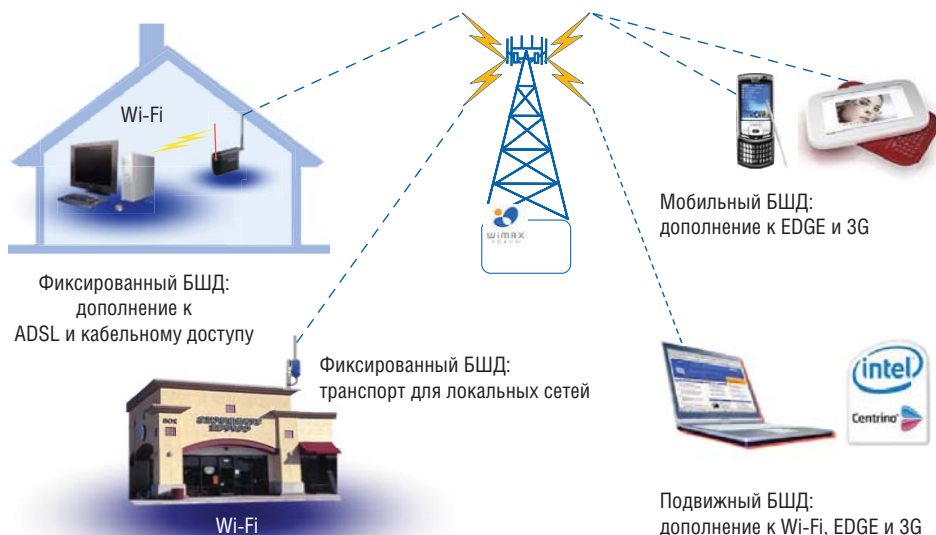 Wi-Fi
WiMAX
FORUM
Мобильный БШД:
дополнение к EDGE и 3G
Фиксированный БШД:
дополнение к
ADSL и кабельному доступу
Фиксированный БШД:
транспорт для локальных сетей
intel
Centrino
Wi-Fi
Подвижный БШД:
дополнение к Wi-Fi, EDGE и 3G